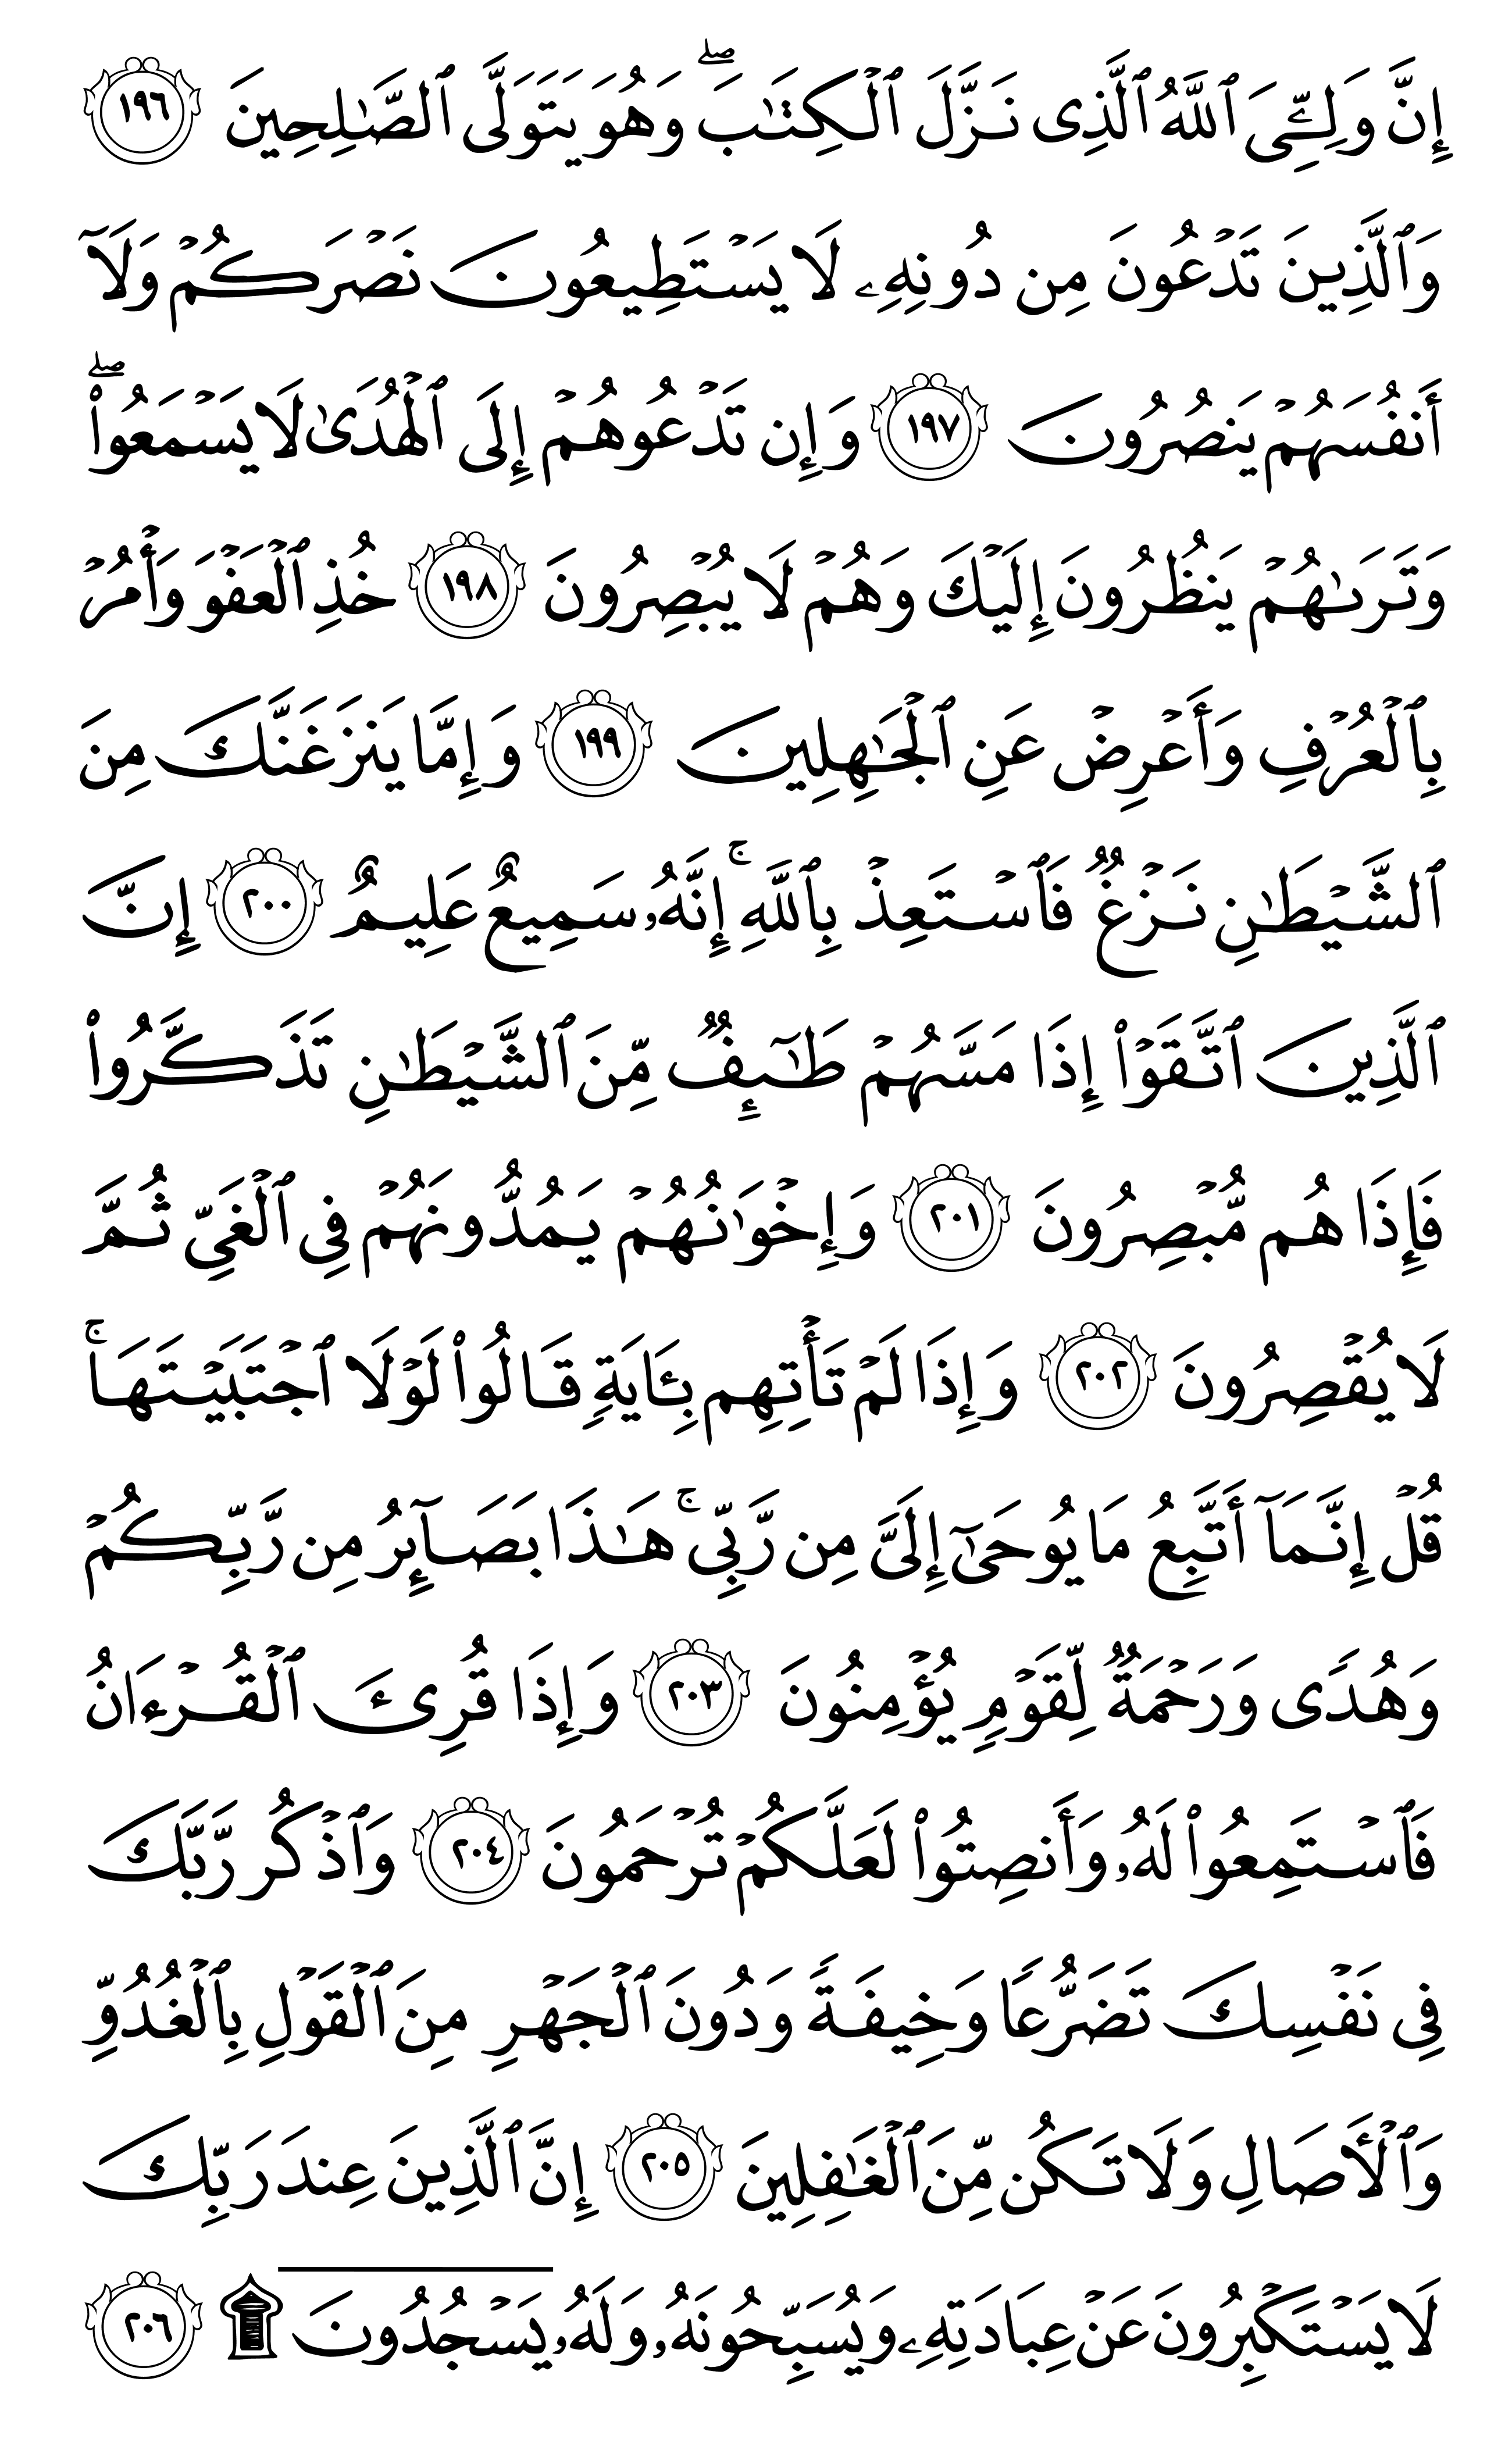 إِنَّ وَلِـِّۧىَ ٱللَّهُ ٱلَّذِى نَزَّلَ ٱلْكِتَٰبَ ۖ وَهُوَ يَتَوَلَّى ٱلصَّٰلِحِينَ ١٩٦
وَٱلَّذِينَ تَدْعُونَ مِن دُونِهِۦ لَا يَسْتَطِيعُونَ نَصْرَكُمْ وَلَآ
أَنفُسَهُمْ يَنصُرُونَ ١٩٧ وَإِن تَدْعُوهُمْ إِلَى ٱلْهُدَىٰ لَا يَسْمَعُوا۟ ۖ
وَتَرَىٰهُمْ يَنظُرُونَ إِلَيْكَ وَهُمْ لَا يُبْصِرُونَ ١٩٨ خُذِ ٱلْعَفْوَ وَأْمُرْ
بِٱلْعُرْفِ وَأَعْرِضْ عَنِ ٱلْجَٰهِلِينَ ١٩٩ وَإِمَّا يَنزَغَنَّكَ مِنَ
ٱلشَّيْطَٰنِ نَزْغٌ فَٱسْتَعِذْ بِٱللَّهِ ۚ إِنَّهُۥ سَمِيعٌ عَلِيمٌ ٢٠٠ إِنَّ
ٱلَّذِينَ ٱتَّقَوْا۟ إِذَا مَسَّهُمْ طَٰٓئِفٌ مِّنَ ٱلشَّيْطَٰنِ تَذَكَّرُوا۟
فَإِذَا هُم مُّبْصِرُونَ ٢٠١ وَإِخْوَٰنُهُمْ يَمُدُّونَهُمْ فِى ٱلْغَىِّ ثُمَّ
لَا يُقْصِرُونَ ٢٠٢ وَإِذَا لَمْ تَأْتِهِم بِـَٔايَةٍ قَالُوا۟ لَوْلَا ٱجْتَبَيْتَهَا ۚ
قُلْ إِنَّمَآ أَتَّبِعُ مَا يُوحَىٰٓ إِلَىَّ مِن رَّبِّى ۚ هَٰذَا بَصَآئِرُ مِن رَّبِّكُمْ
وَهُدًى وَرَحْمَةٌ لِّقَوْمٍ يُؤْمِنُونَ ٢٠٣ وَإِذَا قُرِئَ ٱلْقُرْءَانُ
فَٱسْتَمِعُوا۟ لَهُۥ وَأَنصِتُوا۟ لَعَلَّكُمْ تُرْحَمُونَ ٢٠٤ وَٱذْكُر رَّبَّكَ
فِى نَفْسِكَ تَضَرُّعًا وَخِيفَةً وَدُونَ ٱلْجَهْرِ مِنَ ٱلْقَوْلِ بِٱلْغُدُوِّ
وَٱلْـَٔاصَالِ وَلَا تَكُن مِّنَ ٱلْغَٰفِلِينَ ٢٠٥ إِنَّ ٱلَّذِينَ عِندَ رَبِّكَ
لَا يَسْتَكْبِرُونَ عَنْ عِبَادَتِهِۦ وَيُسَبِّحُونَهُۥ وَلَهُۥ يَسْجُدُونَ ۩ ٢٠٦